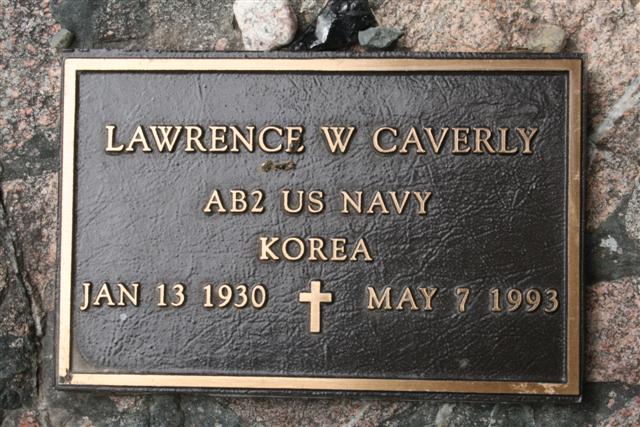 LAWRENCE W CAVERLY
AB2 US NAVY
KOREA
JAN 13 1930 MAY 7 1993